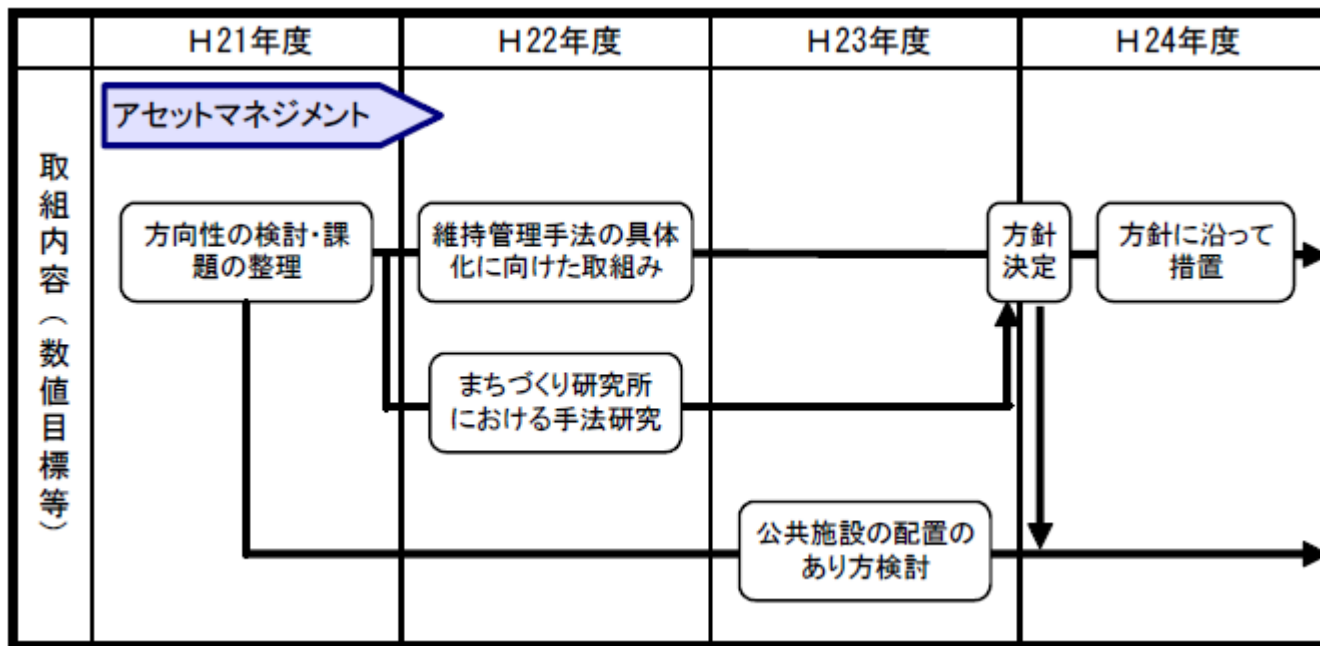 H21年度
H22年度
H23年度
H24年度
取組内容（数値目標等）
アセットマネジメント
方向性の検討・課
題の整理
維持管理手法の具体
化に向けた取組み
方針
決定
方針に沿って
措置
まちづくり研究所
における手法研究
公共施設の配置の
あり方検討